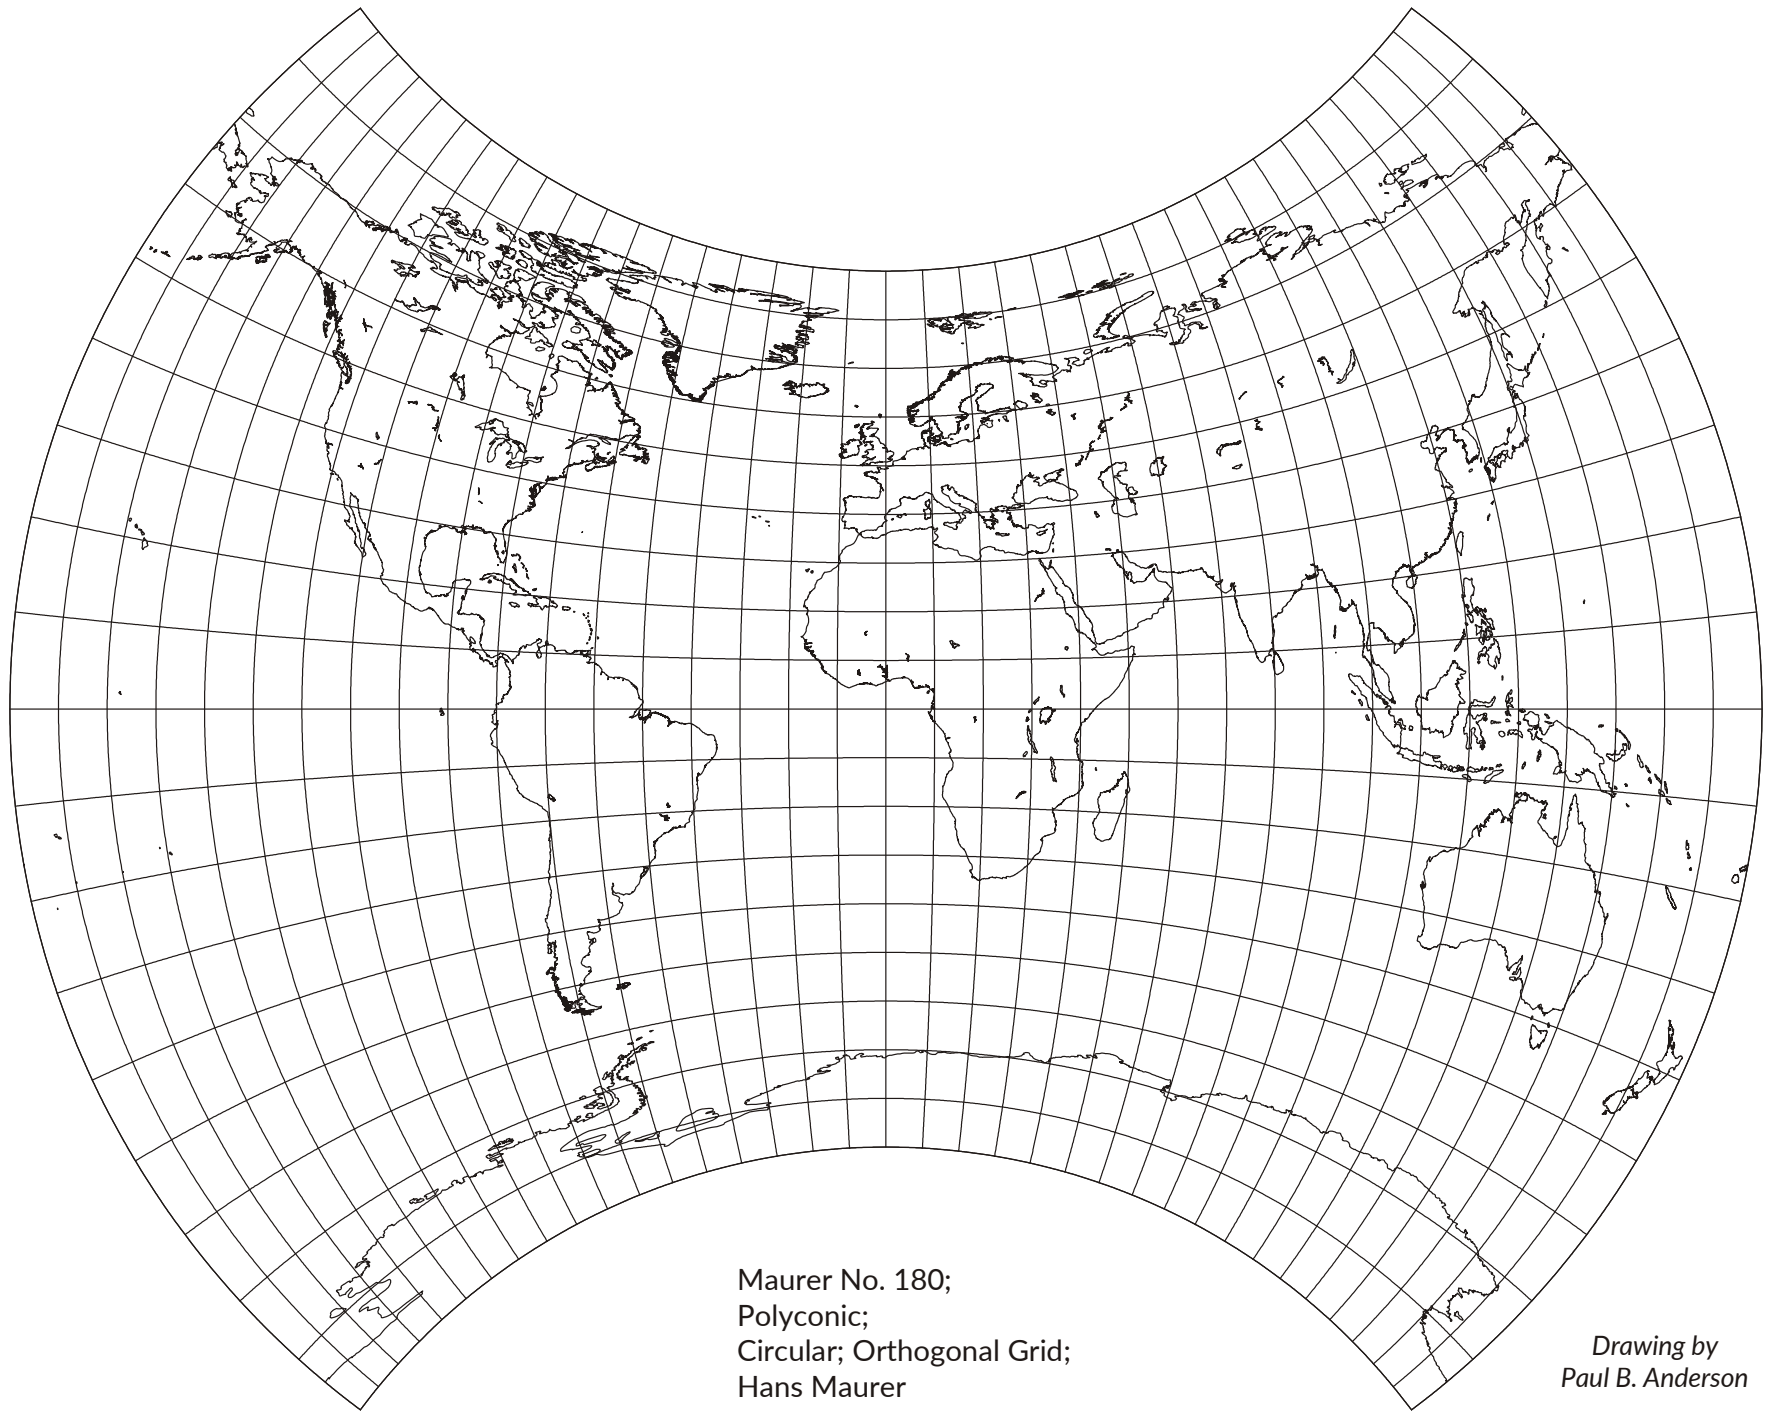 Maurer No. 180;
Polyconic;
Circular; Orthogonal Grid;
Hans Maurer
Drawing by
Paul B. Anderson